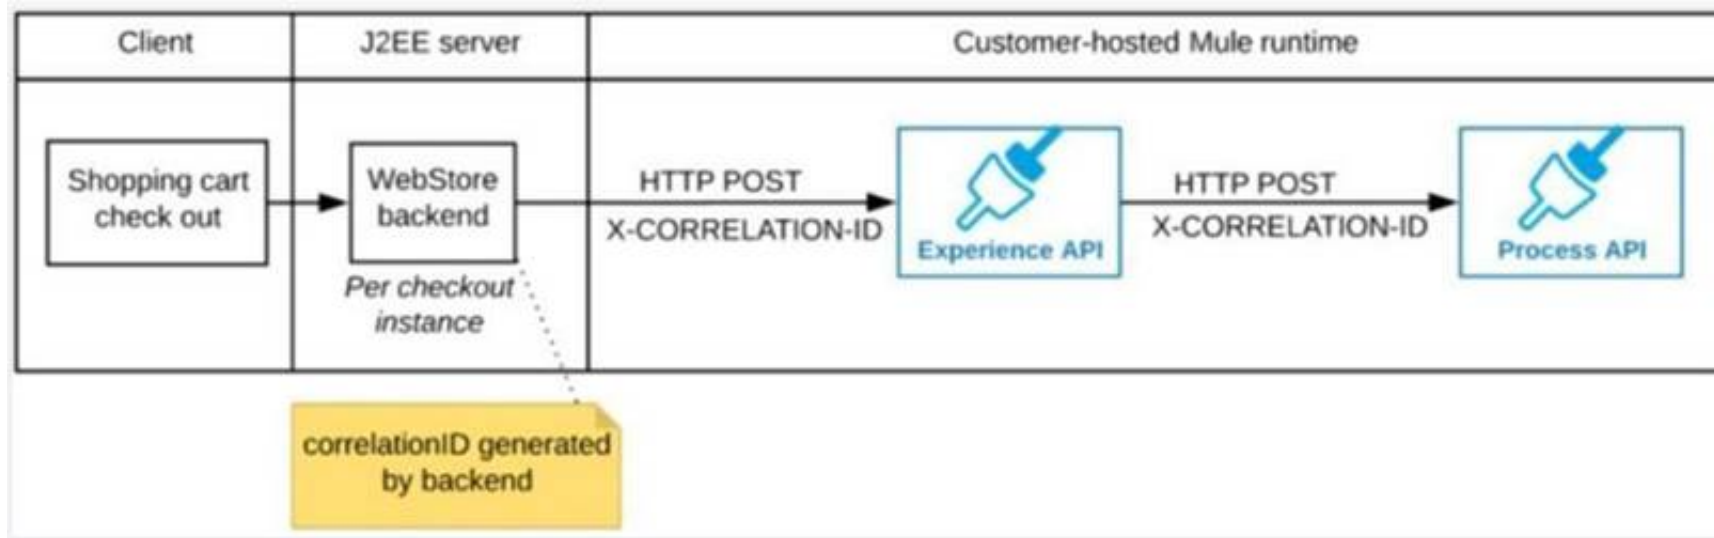 Client
J2EE server
Customer-hosted Mule runtime
Shopping cart
check out
WebStore
backend
Per checkout
instance
HTTP POST
X-CORRELATION-ID
Experience API
HTTP POST
X-CORRELATION-ID
Process API
correlationID generated
by backend